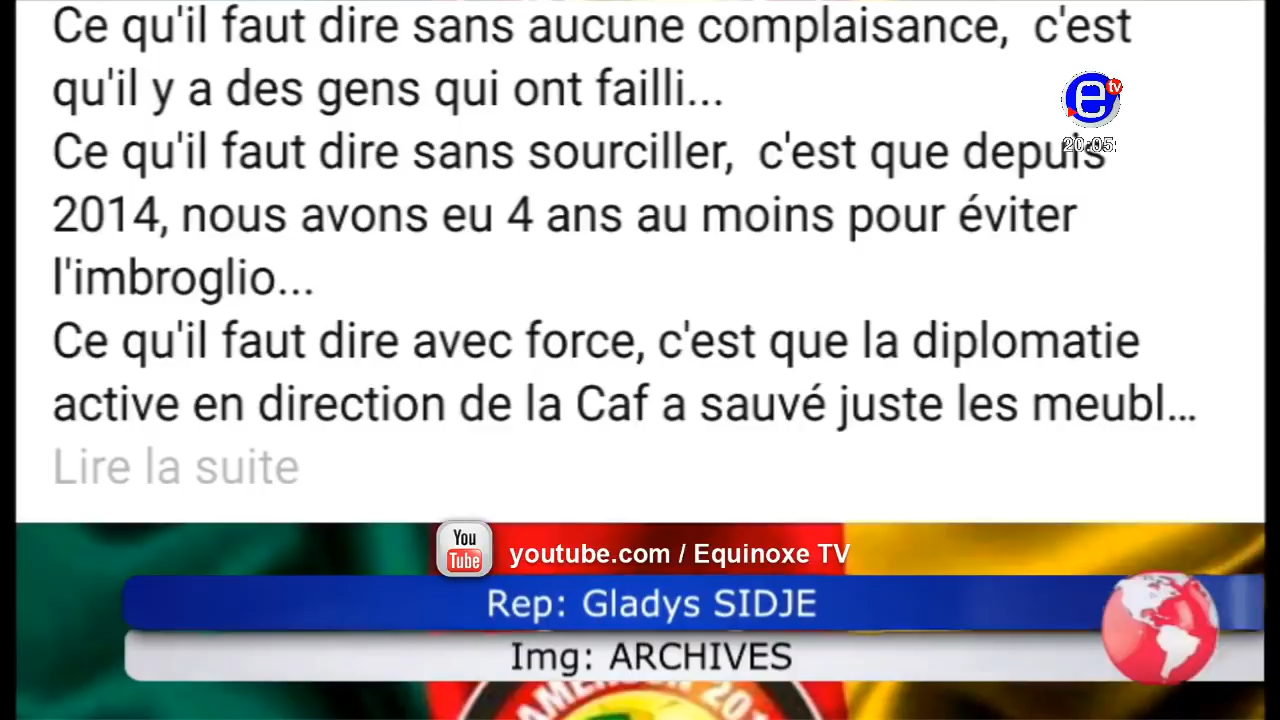 Ce qu'il faut dire sans aucune complaisance, c'est
qu'il y a des gens qui ont failli...
e tv
20:05
Ce qu'il faut dire sans sourciller, c'est que depuis
2014, nous avons eu 4 ans au moins pour éviter
l'imbroglio...
Ce qu'il faut dire avec force, c'est que la diplomatie
active en direction de la Caf a sauvé juste les meubl...
Lire la suite
You
Tube
youtube.com / Equinoxe TV
Rep: Gladys SIDJE
Img: ARCHIVES